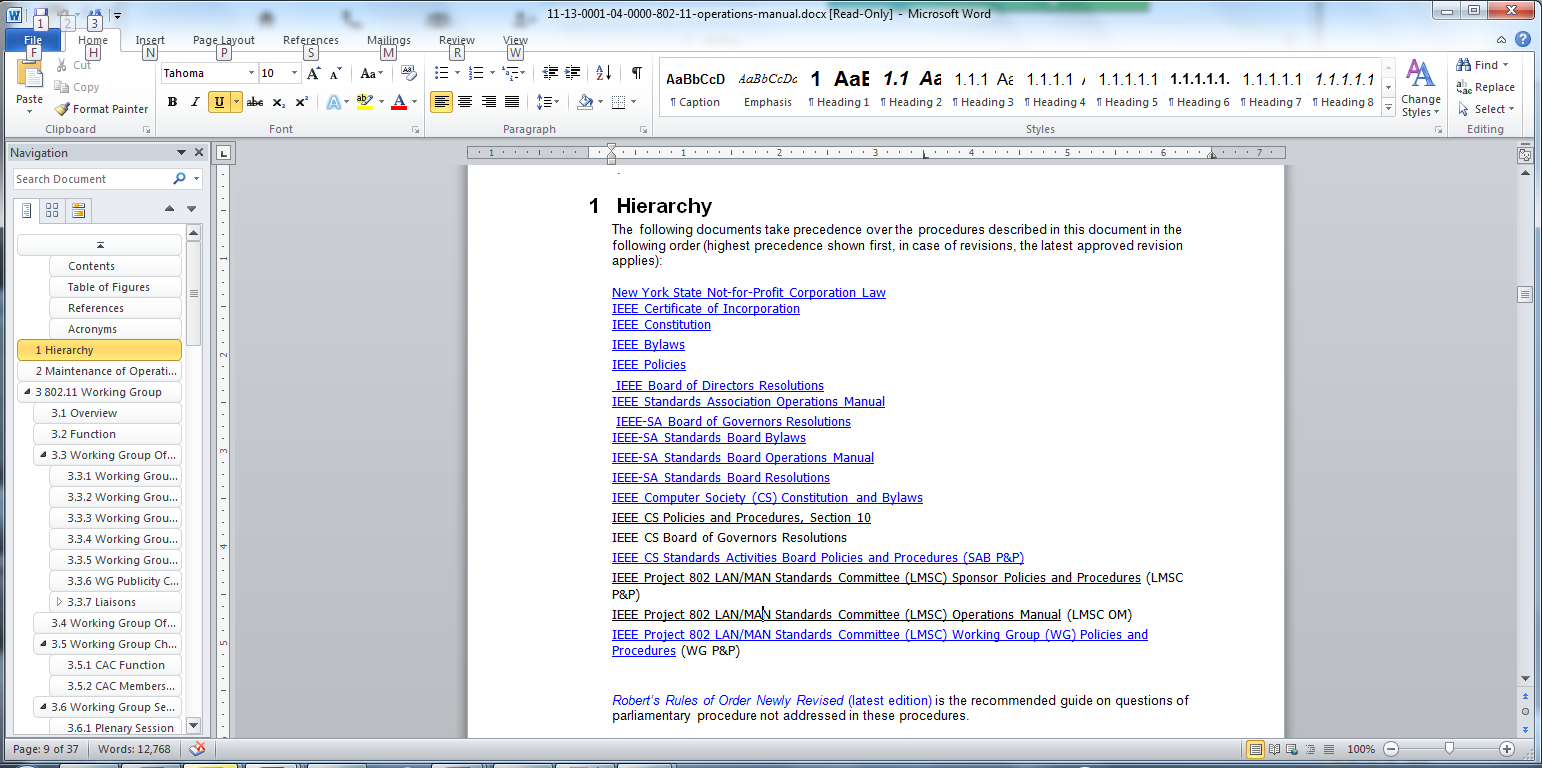 11-13-0001-04-0000-802-11-operations-manual.docx [Read-Only] - Microsoft Word
1 2 3
File Home Insert Page Layout References Mailings Review View
F H N P S M R W
Paste
Cut
Copy
Format Painter
Clipboard
Tahoma 10
Font
Paragraph
AaBbCcD AaBbCcDc 1 AaE 1.1 Aa 1.1.1 Aa 1.1.1.1 A 1.1.1.1.1 1.1.1.1.1. 1.1.1.1.1 1.1.1.1.1
¶ Caption Emphasis ¶ Heading 1 ¶ Heading 2 ¶ Heading 3 ¶ Heading 4 ¶ Heading 5 ¶ Heading 6 ¶ Heading 7 ¶ Heading 8
Styles
Change
Styles
Find
Replace
Select
Editing
Navigation
Search Document
Contents
Table of Figures
References
Acronyms
1 Hierarchy
2 Maintenance of Operati...
3 802.11 Working Group
3.1 Overview
3.2 Function
3.3 Working Group Of...
3.3.1 Working Grou...
3.3.2 Working Grou...
3.3.3 Working Grou...
3.3.4 Working Grou...
3.3.5 Working Grou...
3.3.6 WG Publicity C...
3.3.7 Liaisons
3.4 Working Group Of...
3.5 Working Group Ch...
3.5.1 CAC Function
3.5.2 CAC Members...
3.6 Working Group Se...
3.6.1 Plenary Session
1 1 2 3 4 5 6 7
1
2
3
4
5
1 Hierarchy
The following documents take precedence over the procedures described in this document in the
following order (highest precedence shown first, in case of revisions, the latest approved revision
applies):
New York State Not-for-Profit Corporation Law
IEEE Certificate of Incorporation
IEEE Constitution
IEEE Bylaws
IEEE Policies
IEEE Board of Directors Resolutions
IEEE Standards Association Operations Manual
IEEE-SA Board of Governors Resolutions
IEEE-SA Standards Board Bylaws
IEEE-SA Standards Board Operations Manual
IEEE-SA Standards Board Resolutions
IEEE Computer Society (CS) Constitution and Bylaws
IEEE CS Policies and Procedures, Section 10
IEEE CS Board of Governors Resolutions
IEEE CS Standards Activities Board Policies and Procedures (SAB P&P)
IEEE Project 802 LAN/MAN Standards Committee (LMSC) Sponsor Policies and Procedures (LMSC
P&P)
IEEE Project 802 LAN/MAN Standards Committee (LMSC) Operations Manual (LMSC OM)
IEEE Project 802 LAN/MAN Standards Committee (LMSC) Working Group (WG) Policies and
Procedures (WG P&P)
Robert's Rules of Order Newly Revised (latest edition) is the recommended guide on questions of
parliamentary procedure not addressed in these procedures.
Page: 9 of 37 Words: 12,768
100%